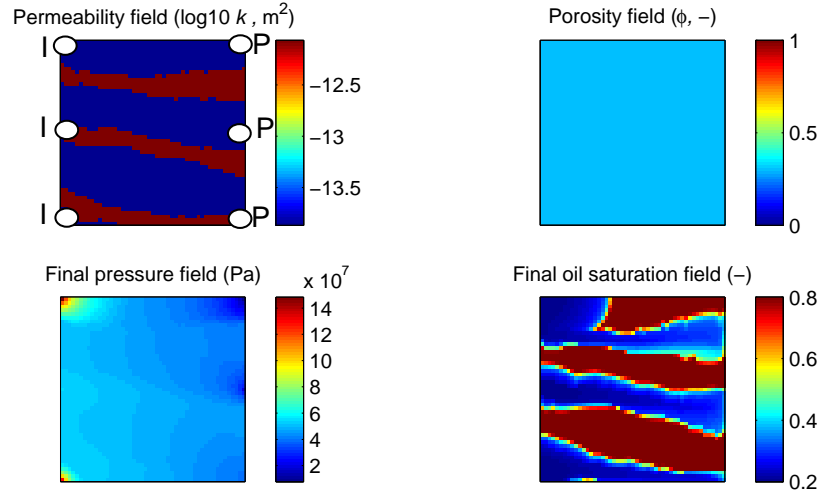 Permeability field (log10 k , m2)
I
P
I
P
I
P
−12.5
−13
−13.5
Porosity field (ϕ, −)
1
0.5
0
Final pressure field (Pa)
x 10^7
14
12
10
8
6
4
2
Final oil saturation field (−)
0.8
0.6
0.4
0.2